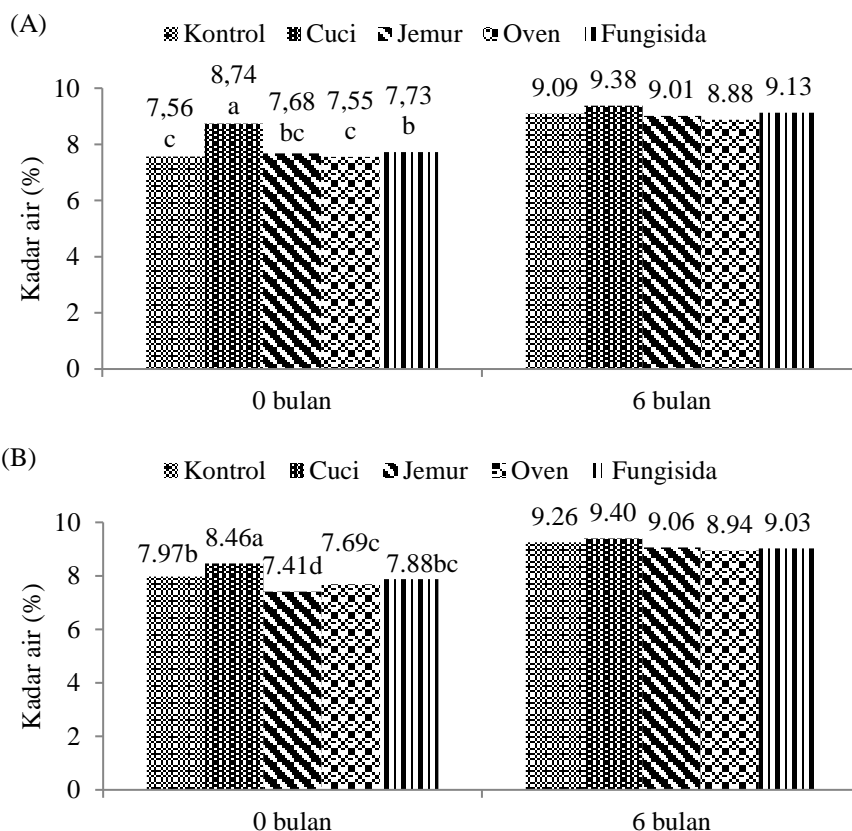 (A)
Kontrol Cuci Jemur Oven Fungisida
7,56 8,74 7,68 7,55 7,73 9.09 9.38 9.01 8.88 9.13
c a bc c b
10
8
6
4
2
0
Kadar air (%)
0 bulan 6 bulan
(B)
Kontrol Cuci Jemur Oven Fungisida
7.97b 8.46a 7.41d 7.69c 7.88bc 9.26 9.40 9.06 8.94 9.03
10
8
6
4
2
0
Kadar air (%)
0 bulan 6 bulan